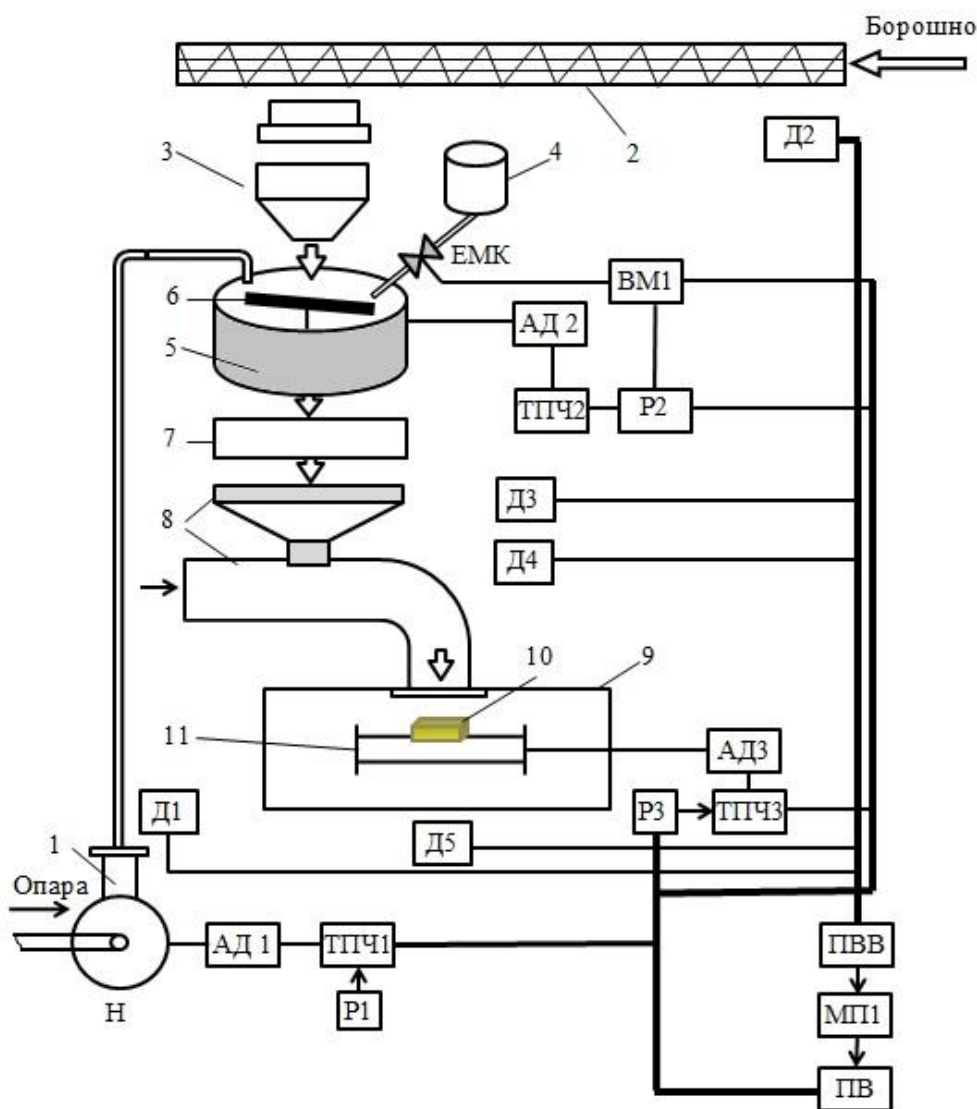 Борошно
2
Д2
3
4
ЕМК
ВМ1
6
АД 2
5
ТПЧ2
Р2
7
Д3
8
Д4
10
9
11
АД3
Д1
Р3
ТПЧ3
1
Д5
Опара
АД 1
ТПЧ1
ПВВ
Н
Р1
МП1
ПВ